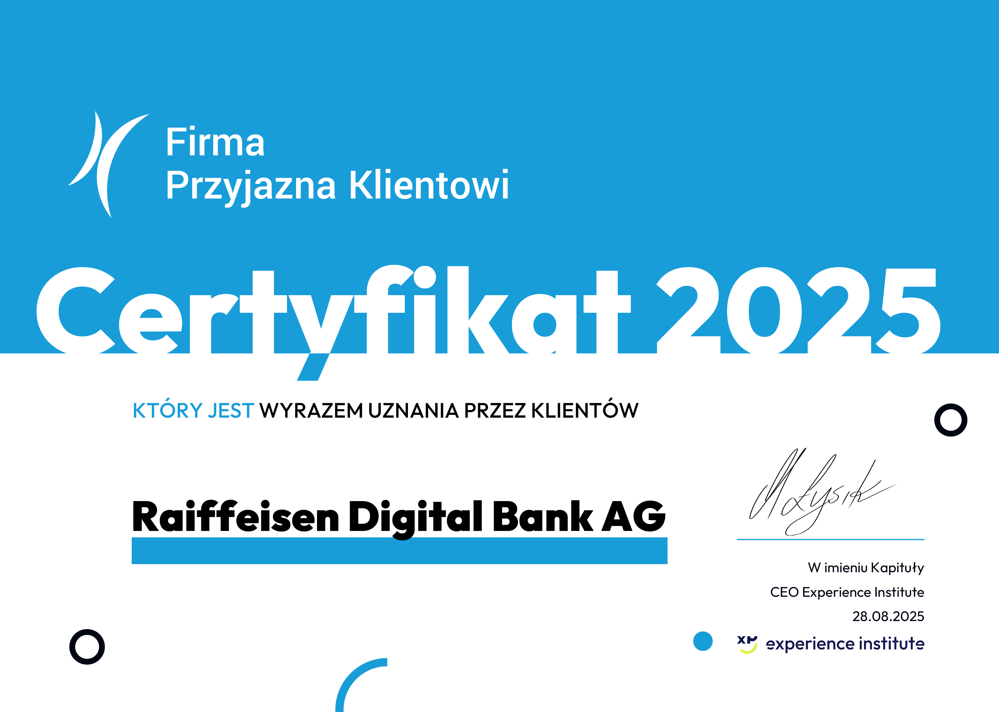 Firma
Przyjazna Klientowi
Certyfikat 2025
KTÓRY JEST WYRAZEM UZNANIA PRZEZ KLIENTÓW
Raiffeisen Digital Bank AG
W imieniu Kapituły
CEO Experience Institute
28.08.2025
xp experience institute